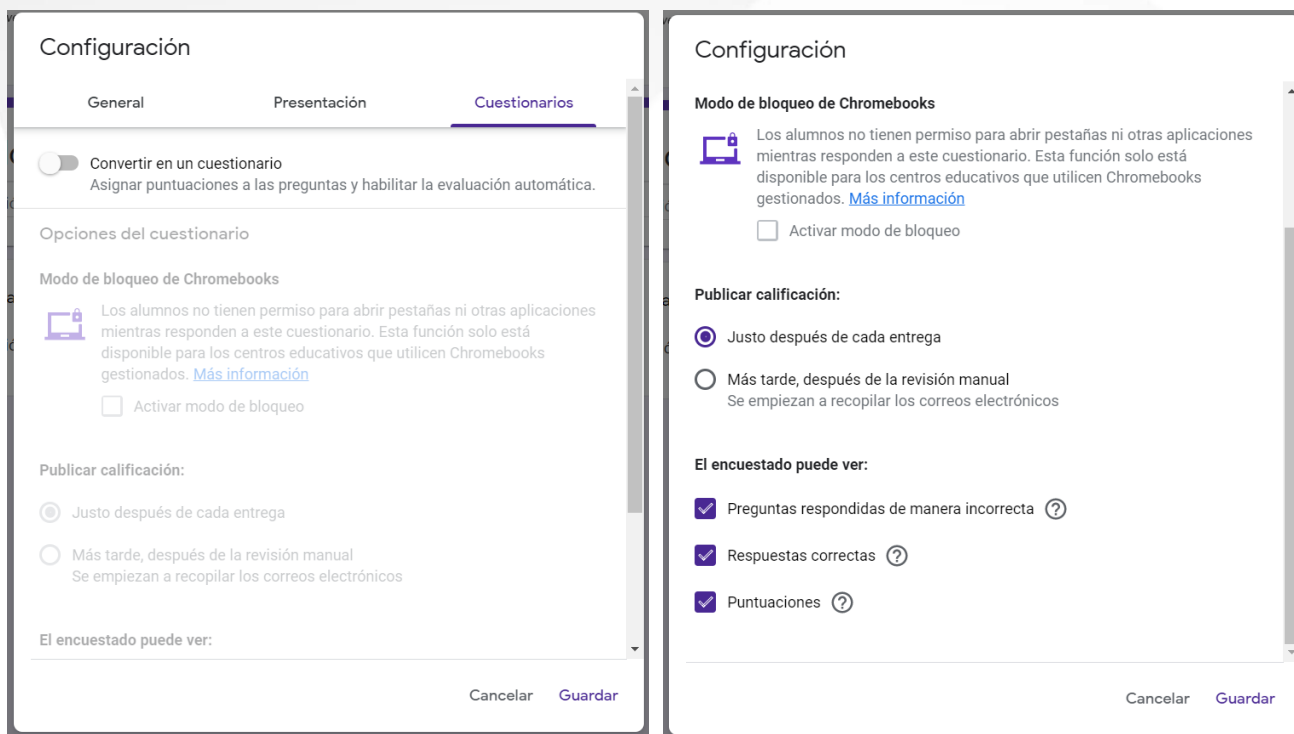 Configuración
General Presentación Cuestionarios
Convertir en un cuestionario
Asignar puntuaciones a las preguntas y habilitar la evaluación automática.
Opciones del cuestionario
Modo de bloqueo de Chromebooks
Los alumnos no tienen permiso para abrir pestañas ni otras aplicaciones
mientras responden a este cuestionario. Esta función solo está
disponible para los centros educativos que utilicen Chromebooks
gestionados. Más información
Activar modo de bloqueo
Publicar calificación:
Justo después de cada entrega
Más tarde, después de la revisión manual
Se empiezan a recopilar los correos electrónicos
El encuestado puede ver:
Cancelar Guardar
Configuración
Modo de bloqueo de Chromebooks
Los alumnos no tienen permiso para abrir pestañas ni otras aplicaciones
mientras responden a este cuestionario. Esta función solo está
disponible para los centros educativos que utilicen Chromebooks
gestionados. Más información
Activar modo de bloqueo
Publicar calificación:
Justo después de cada entrega
Más tarde, después de la revisión manual
Se empiezan a recopilar los correos electrónicos
El encuestado puede ver:
Preguntas respondidas de manera incorrecta ?
Respuestas correctas ?
Puntuaciones ?
Cancelar Guardar